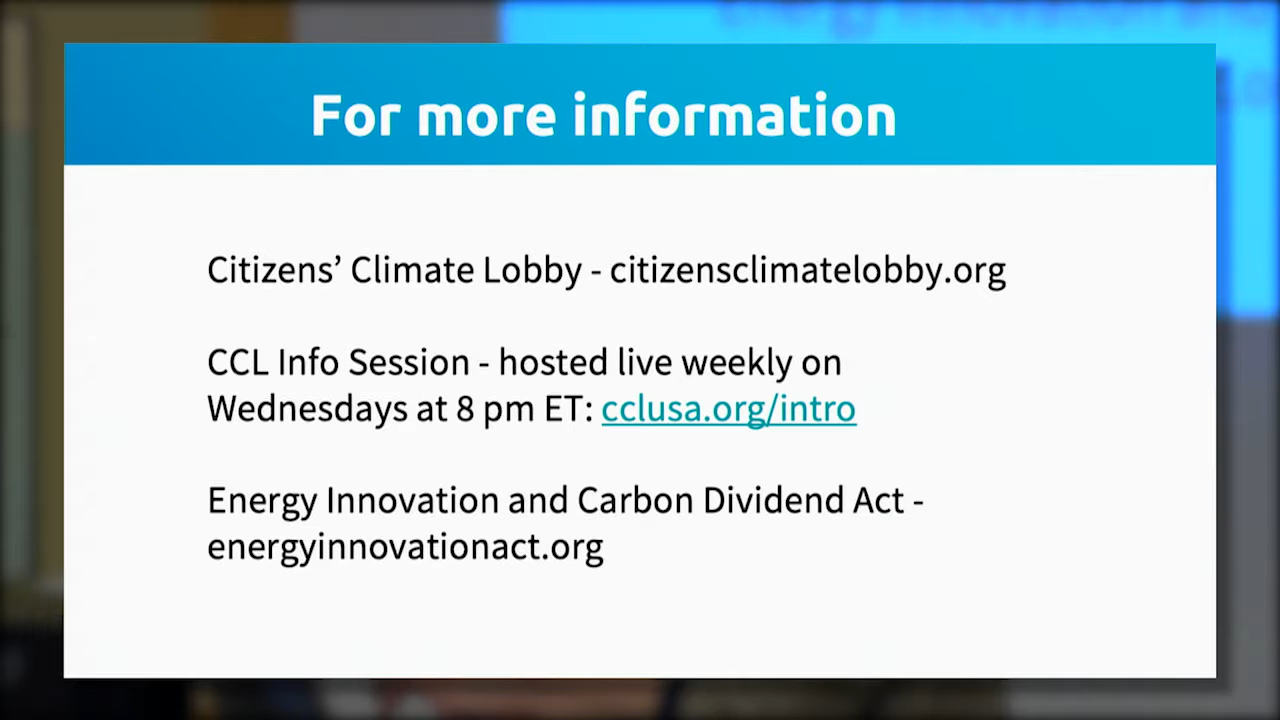 For more information
Citizens’ Climate Lobby - citizensclimatelobby.org
CCL Info Session - hosted live weekly on
Wednesdays at 8 pm ET: cclusa.org/intro
Energy Innovation and Carbon Dividend Act -
energyinnovationact.org